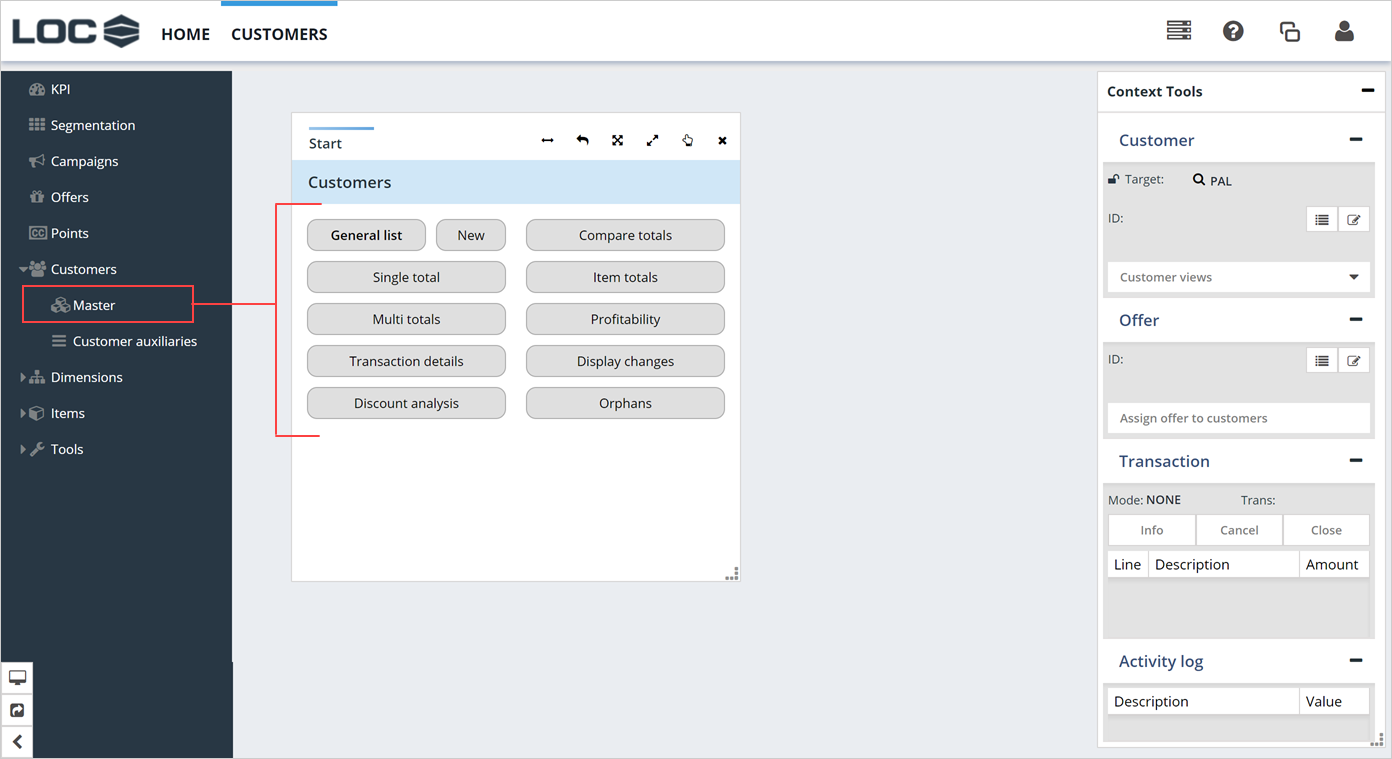 LOC
HOME
CUSTOMERS
KPI
Segmentation
Campaigns
Offers
CC Points
Customers
Master
Customer auxiliaries
Dimensions
Items
Tools
Start
Customers
General list
New
Compare totals
Single total
Item totals
Multi totals
Profitability
Transaction details
Display changes
Discount analysis
Orphans
Context Tools
Customer
Target:
PAL
ID:
Customer views
Offer
ID:
Assign offer to customers
Transaction
Mode: NONE
Trans:
Info
Cancel
Close
Line
Description
Amount
Activity log
Description
Value